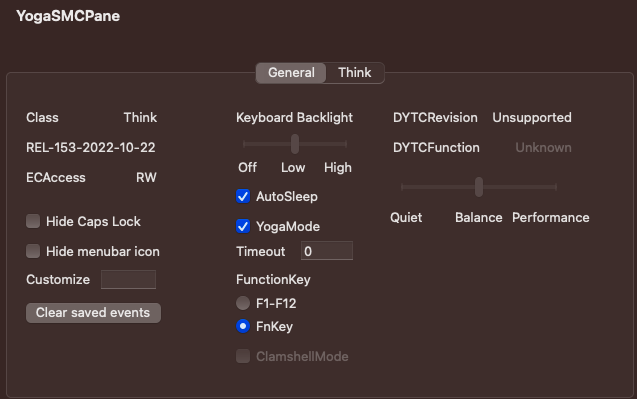 YogaSMCPane
General Think
Class Think
REL-153-2022-10-22
ECAccess RW
Hide Caps Lock
Hide menubar icon
Customize
Clear saved events
Keyboard Backlight
Off Low High
AutoSleep
YogaMode
Timeout 0
FunctionKey
F1-F12
FnKey
ClamshellMode
DYTCRevision Unsupported
DYTCFunction Unknown
Quiet Balance Performance